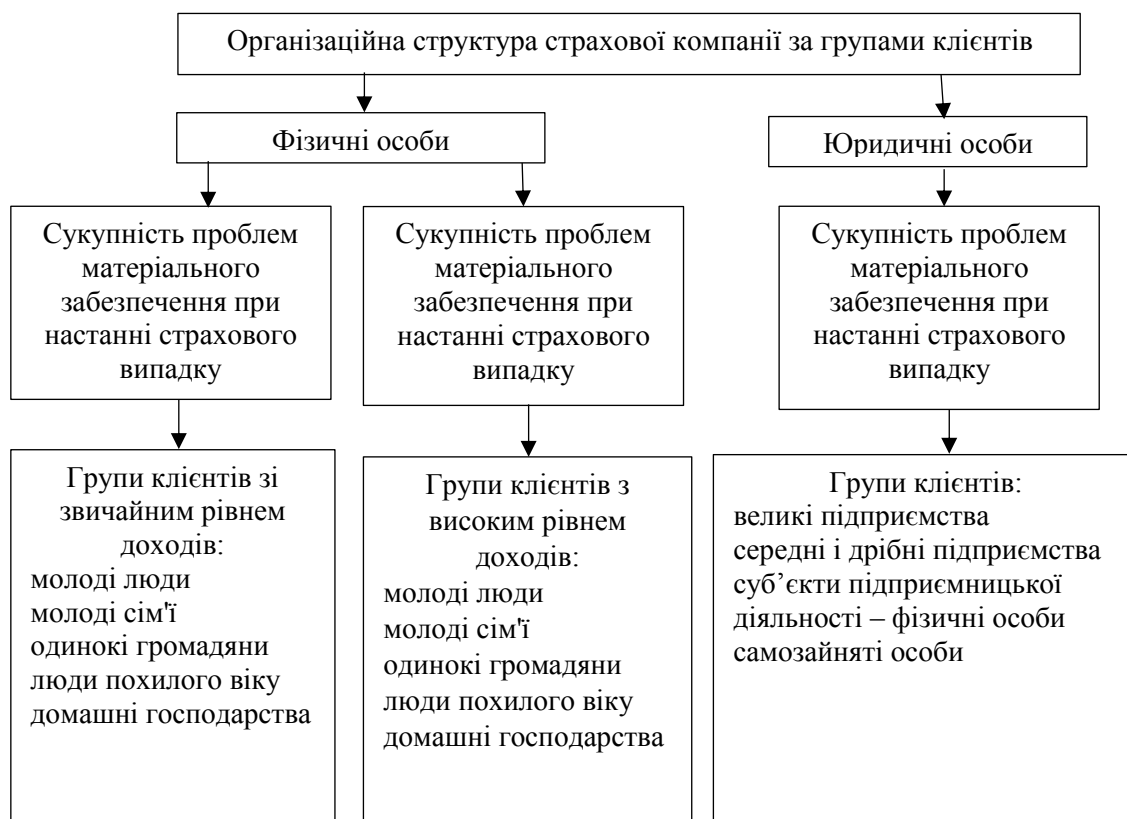 Організаційна структура страхової компанії за групами клієнтів
Фізичні особи
Юридичні особи
Сукупність проблем
матеріального
забезпечення при
настанні страхового
випадку
Сукупність проблем
матеріального
забезпечення при
настанні страхового
випадку
Сукупність проблем
матеріального
забезпечення при
настанні страхового
випадку
Групи клієнтів зі
звичайним рівнем
доходів:
молоді люди
молоді сім'ї
одинокі громадяни
люди похилого віку
домашні господарства
Групи клієнтів з
високим рівнем
доходів:
молоді люди
молоді сім'ї
одинокі громадяни
люди похилого віку
домашні господарства
Групи клієнтів:
великі підприємства
середні і дрібні підприємства
суб’єкти підприємницької
діяльності – фізичні особи
самозайняті особи